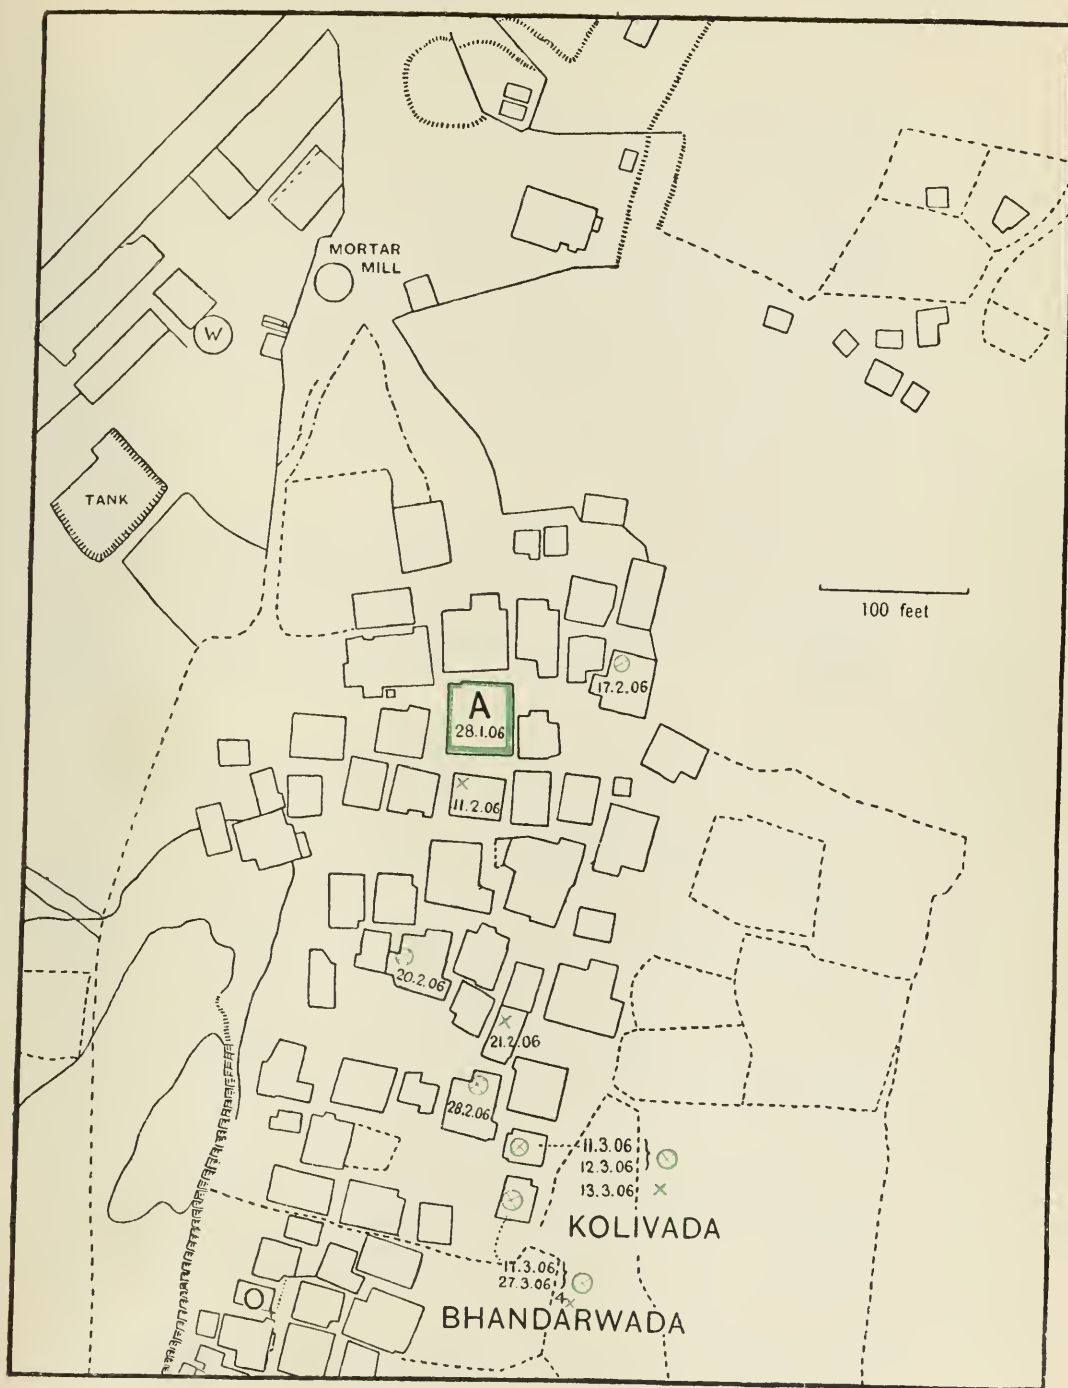 MORTAR
MILL
W
TANK
100 feet
17.2.06
A
28.1.06
11.2.06
20.2.06
21.2.06
28.2.06
11.3.06
12.3.06
13.3.06
KOLIVADA
17.3.06
27.3.06
4
BHANDARWADA
O